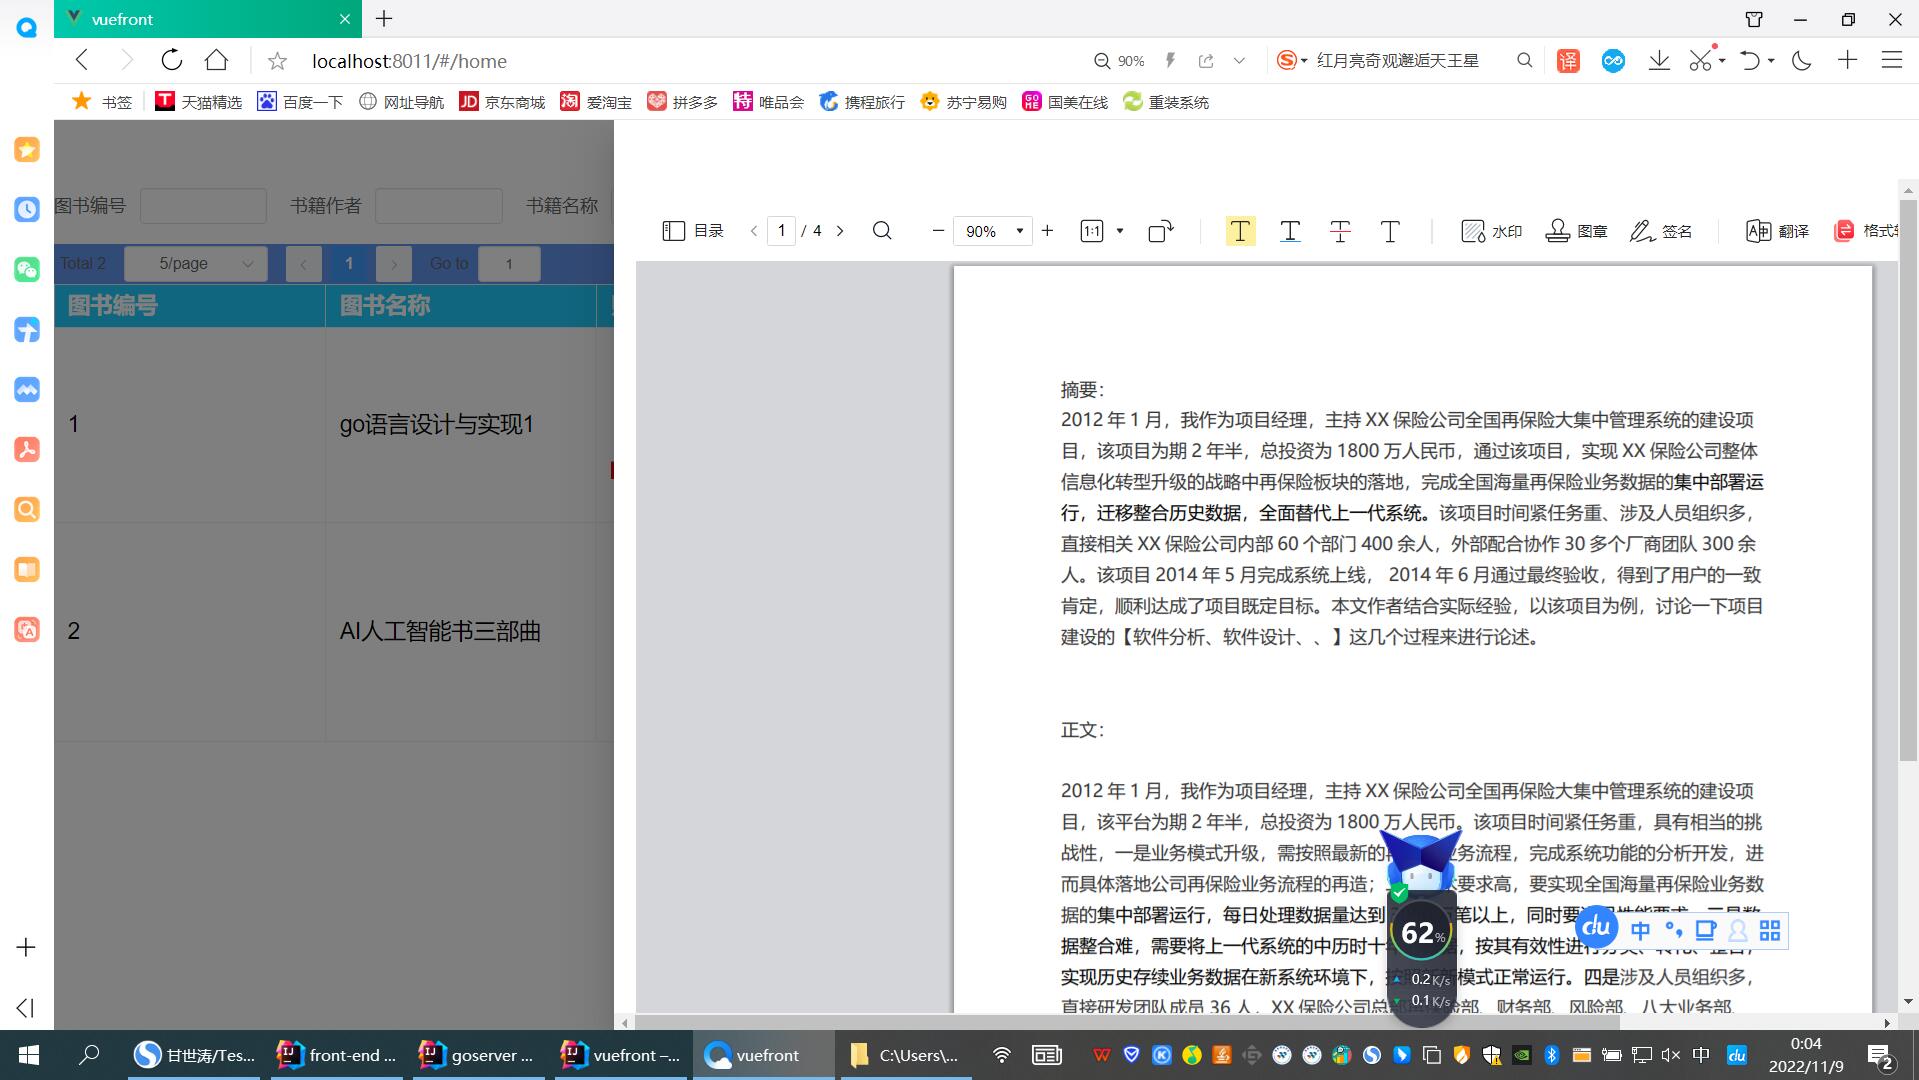 vuefront
localhost:8011/#/home
90%
红月亮奇观邂逅天王星
译
书签
天猫精选
百度一下
网址导航
JD 京东商城
淘 爱淘宝
拼多多
特 唯品会
携程旅行
苏宁易购
国美在线
重装系统
图书编号
书籍作者
书籍名称
Total 2
5/page
1
Go to
1
图书编号
图书名称
1
go语言设计与实现1
2
AI人工智能书三部曲
目录
1 / 4
90%
1:1
水印
图章
签名
翻译
摘要：
2012 年 1 月，我作为项目经理，主持 XX 保险公司全国再保险大集中管理系统的建设项
目，该项目为期 2 年半，总投资为 1800 万人民币，通过该项目，实现 XX 保险公司整体
信息化转型升级的战略中再保险板块的落地，完成全国海量再保险业务数据的集中部署运
行，迁移整合历史数据，全面替代上一代系统。该项目时间紧任务重、涉及人员组织多，
直接相关 XX 保险公司内部 60 个部门 400 余人，外部配合协作 30 多个厂商团队 300 余
人。该项目 2014 年 5 月完成系统上线， 2014 年 6 月通过最终验收，得到了用户的一致
肯定，顺利达成了项目既定目标。本文作者结合实际经验，以该项目为例，讨论一下项目
建设的【软件分析、软件设计、、】这几个过程来进行论述。
正文：
2012 年 1 月，我作为项目经理，主持 XX 保险公司全国再保险大集中管理系统的建设项
目，该平台为期 2 年半，总投资为 1800 万人民币。该项目时间紧任务重，具有相当的挑
战性，一是业务模式升级，需按照最新的 业务流程，完成系统功能的分析开发，进
而具体落地公司再保险业务流程的再造； 要求高，要实现全国海量再保险业务数
据的集中部署运行，每日处理数据量达到 笔以上，同时要
据整合难，需要将上一代系统的中历时十 ，按其有效性进行
实现历史存续业务数据在新系统环境下， 模式正常运行。四是涉及人员组织多，
直接研发团队成员 36 人，XX 保险公司总 险部、财务部、风险部、八大业务部、
62%
0.2 K/s
0.1 K/s
du 中
甘世涛/Tes...
front-end ...
goserver ...
vuefront –...
vuefront
C:\Users\...
中
du
0:04
2022/11/9
2